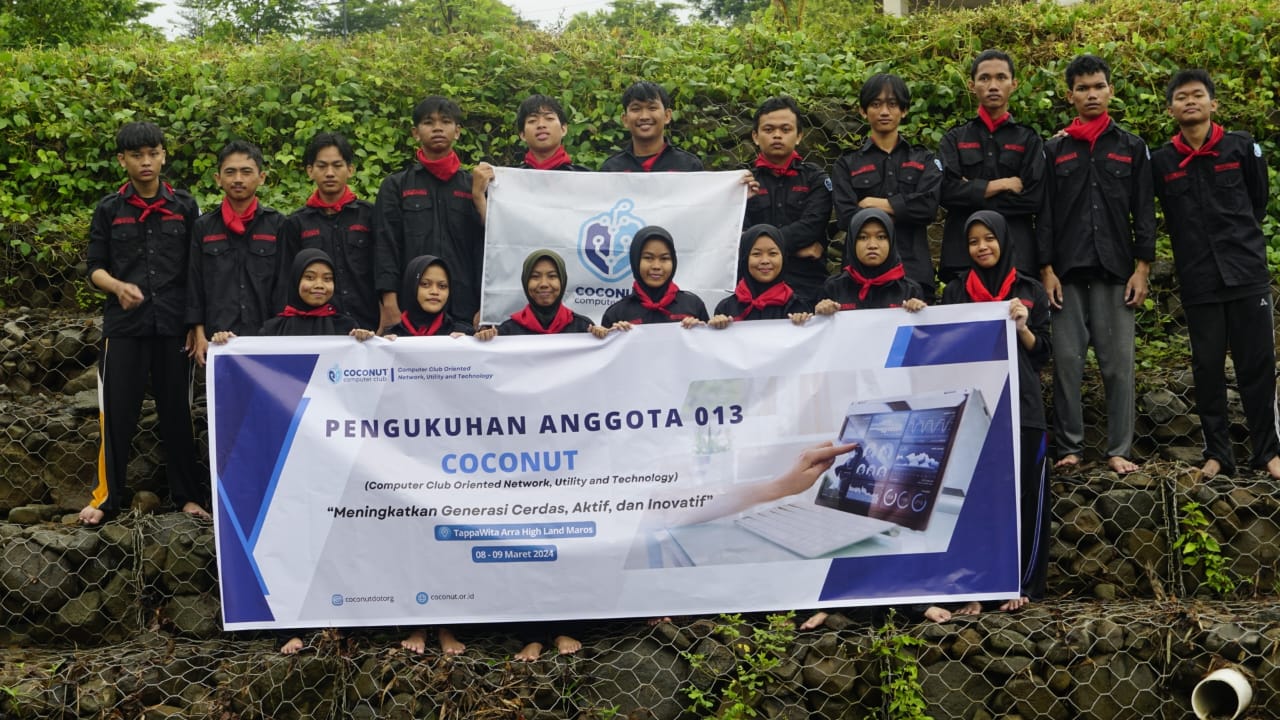 COCONUT
computer
COCONUT
computer club
Computer Club Oriented
Network, Utility and Technology
PENGUKUHAN ANGGOTA 013
COCONUT
(Computer Club Oriented Network, Utility and Technology)
“Meningkatkan Generasi Cerdas, Aktif, dan Inovatif”
TappaWita Arra High Land Maros
08 - 09 Maret 2024
coconutdotorg
coconut.or.id